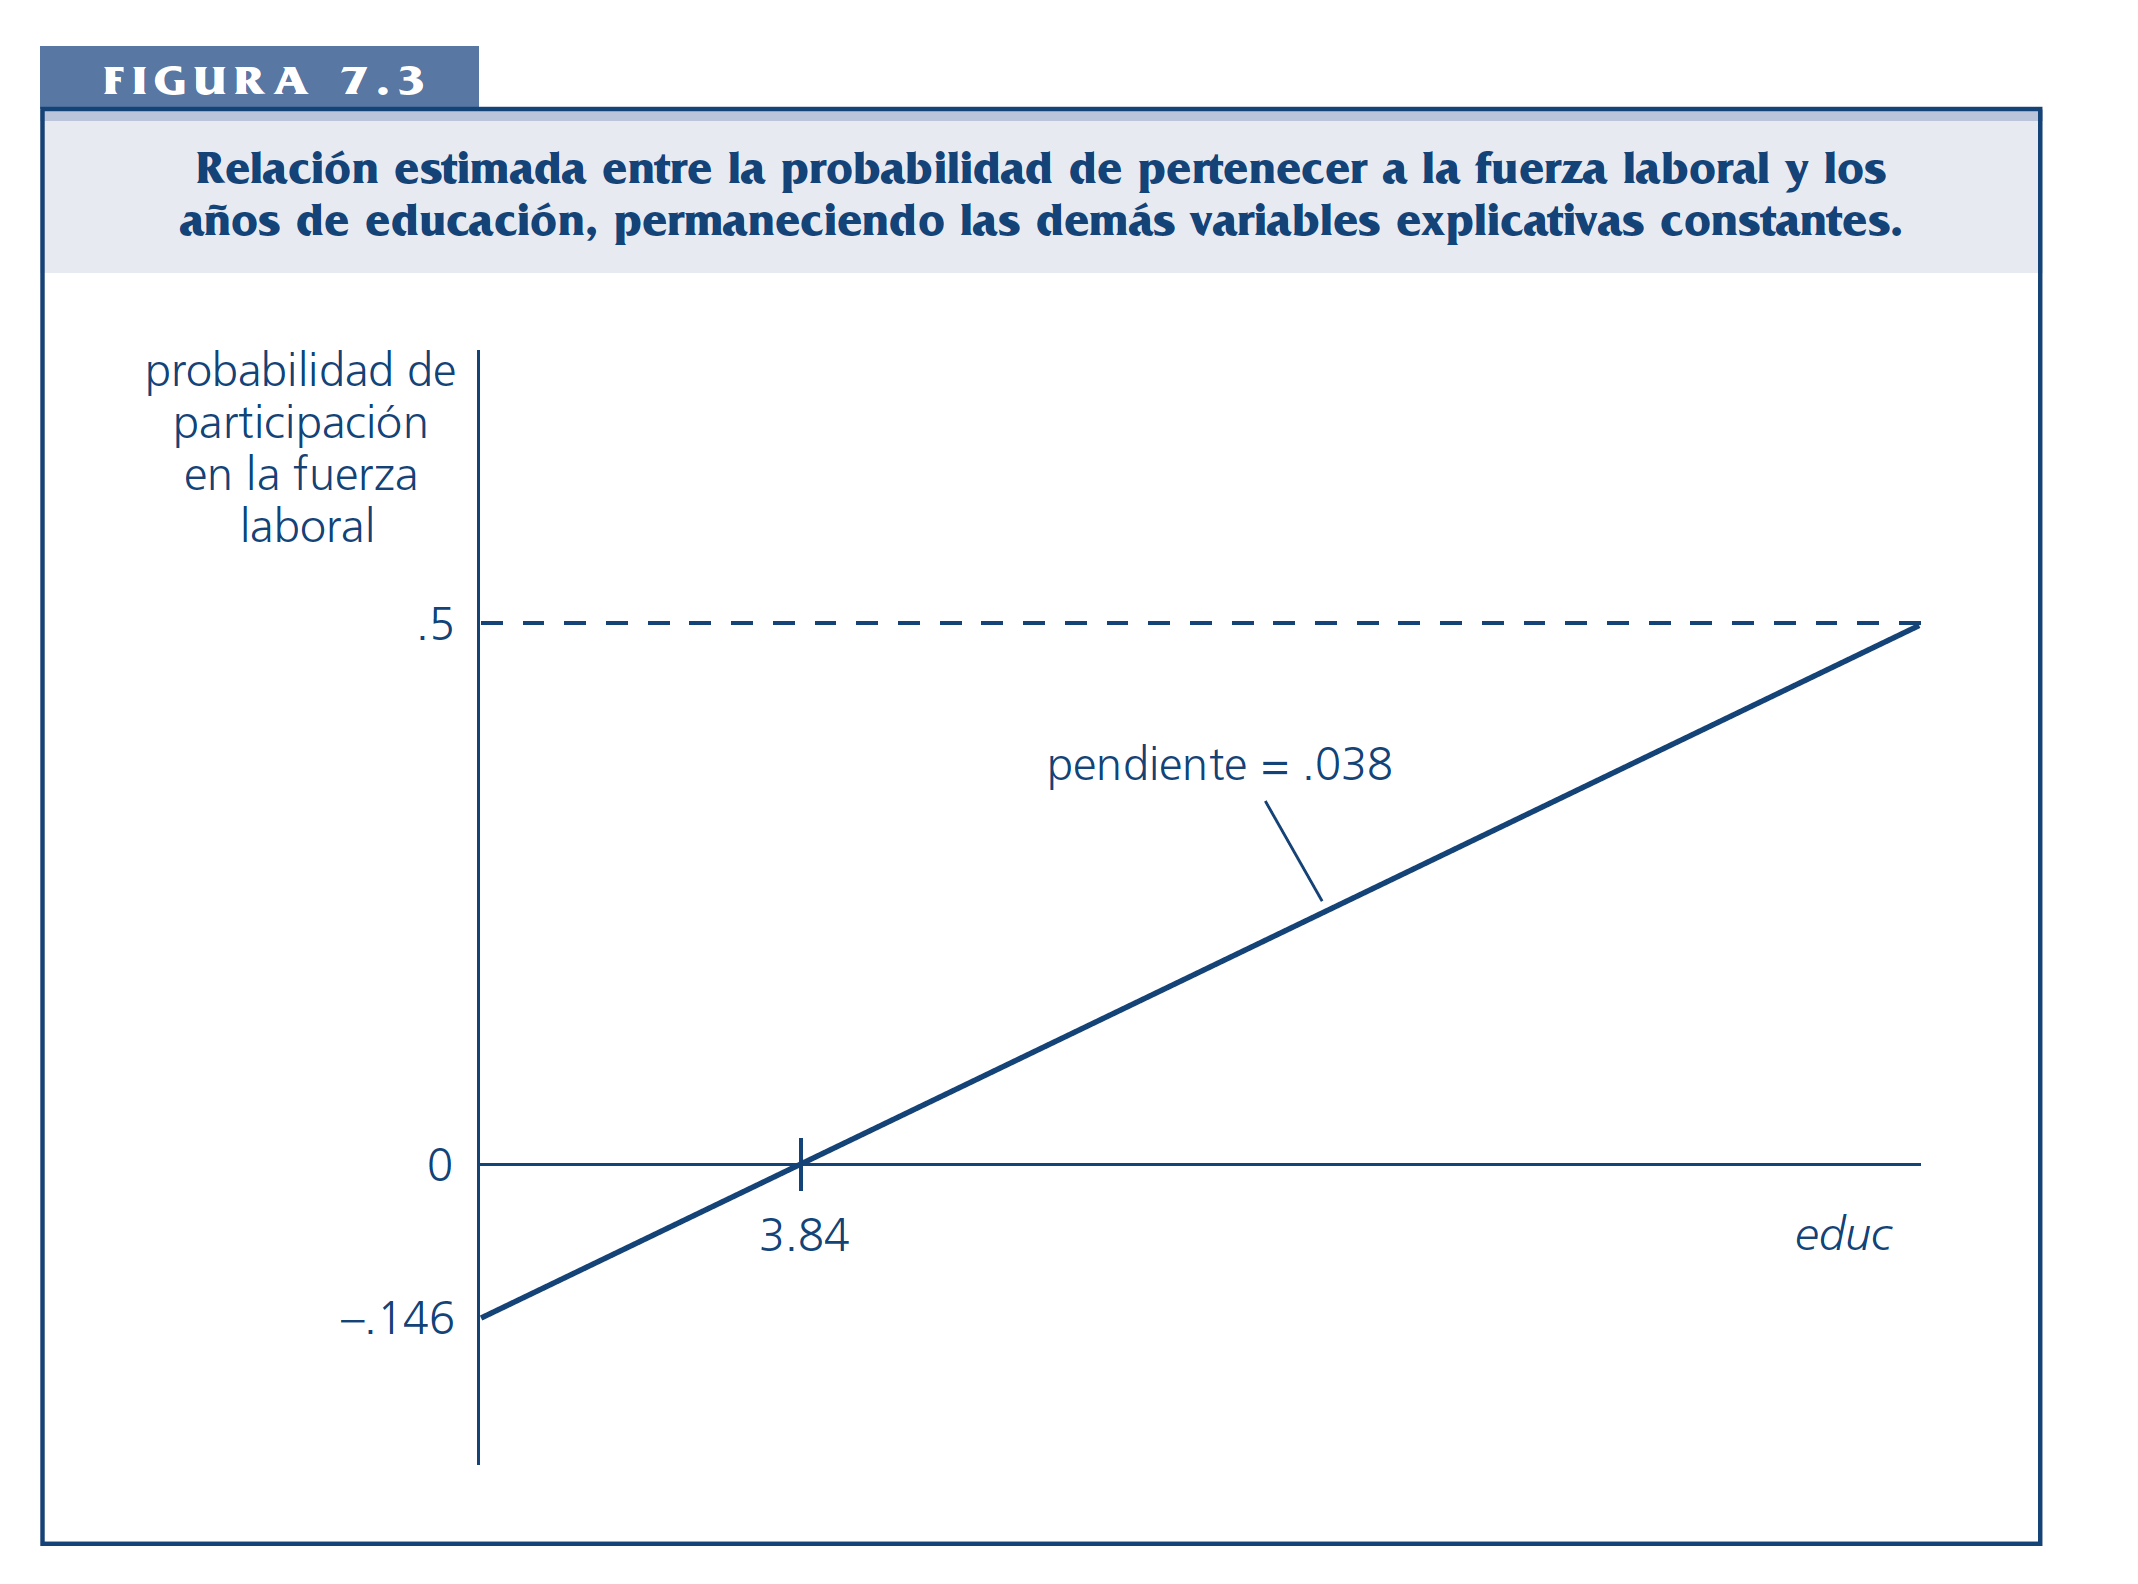 FIGURA 7.3
Relación estimada entre la probabilidad de pertenecer a la fuerza laboral y los
años de educación, permaneciendo las demás variables explicativas constantes.
probabilidad de
participación
en la fuerza
laboral
.5
pendiente = .038
0
3.84
educ
–.146